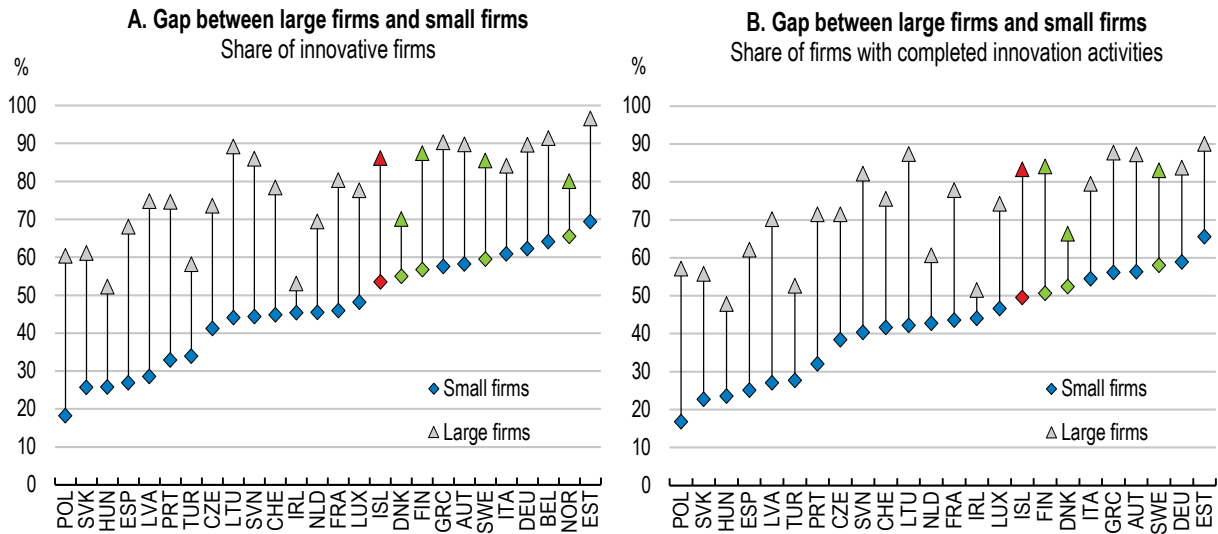 A. Gap between large firms and small firms
Share of innovative firms
%
100
90
80
70
60
50
40
30
20
10
0
Small firms
Large firms
POL
SVK
HUN
ESP
LVA
PRT
TUR
CZE
LTU
SVN
CHE
IRL
NLD
FRA
LUX
ISL
DNK
FIN
GRC
AUT
SWE
ITA
DEU
BEL
NOR
EST
B. Gap between large firms and small firms
Share of firms with completed innovation activities
%
100
90
80
70
60
50
40
30
20
10
0
Small firms
Large firms
POL
SVK
HUN
ESP
LVA
TUR
PRT
CZE
SVN
CHE
LTU
NLD
FRA
IRL
LUX
ISL
FIN
DNK
ITA
GRC
AUT
SWE
DEU
EST